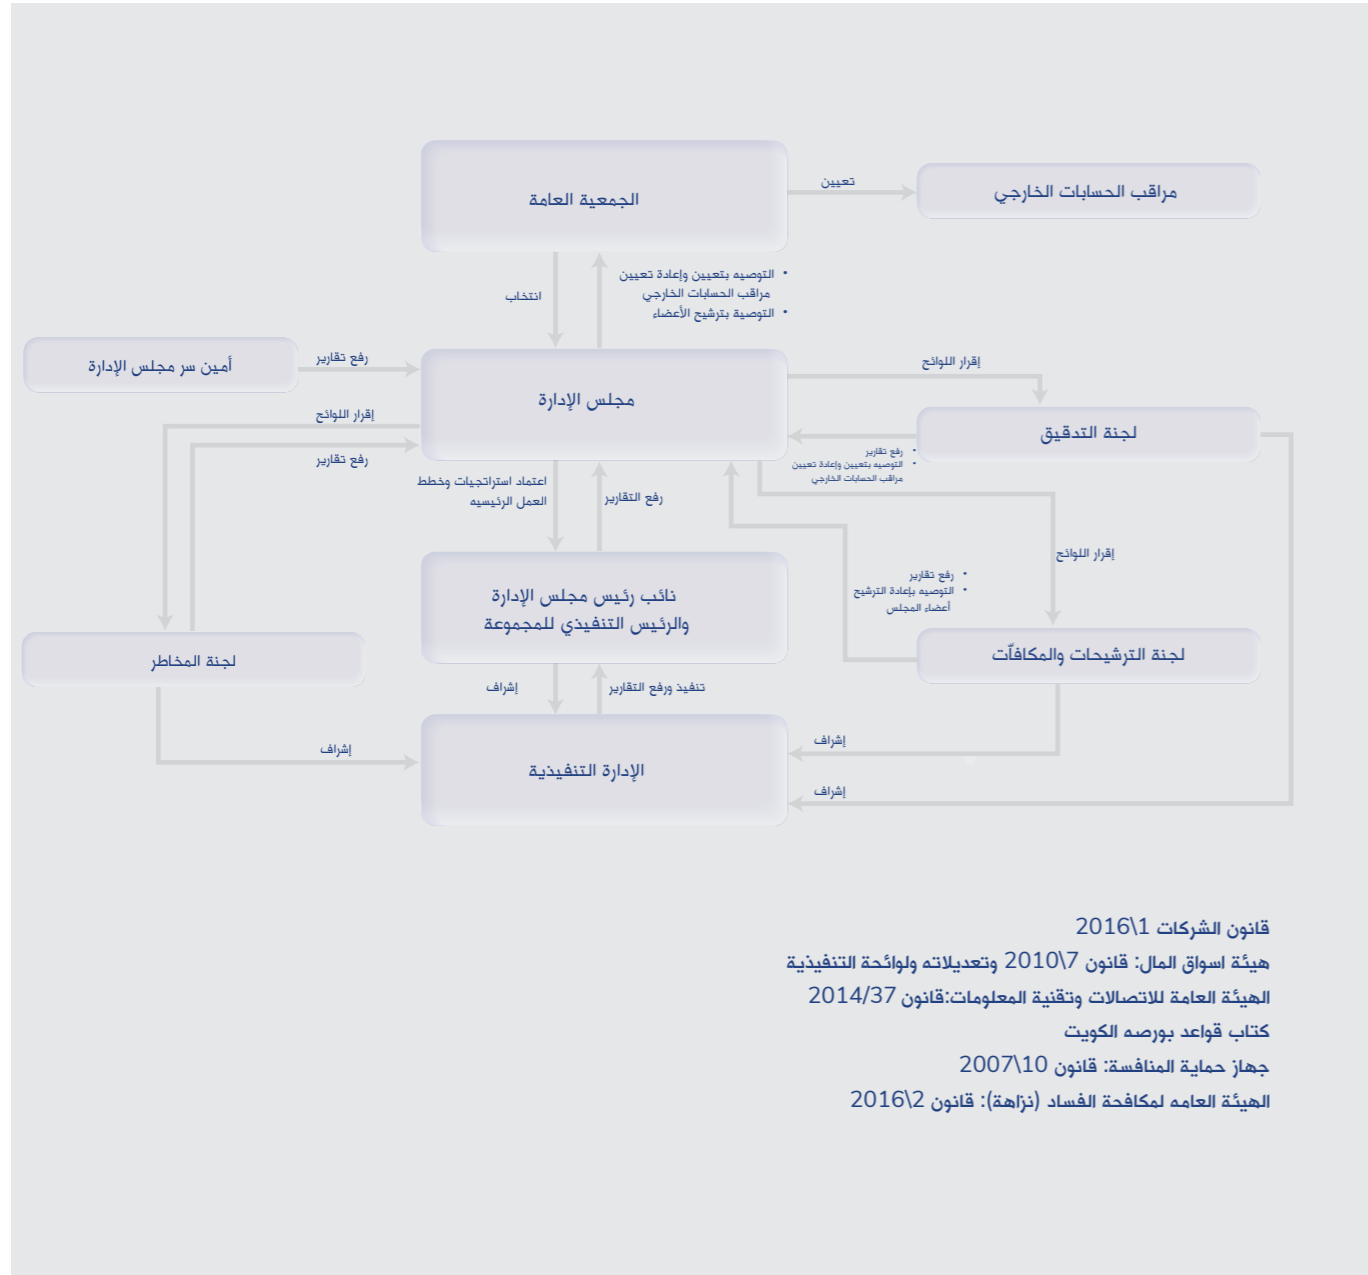 الجمعية العامة
تعيين
مراقب الحسابات الخارجي
• التوصيه بتعيين وإعادة تعيين
مراقب الحسابات الخارجي
• التوصية بترشيح الأعضاء
انتخاب
أمين سر مجلس الإدارة
رفع تقارير
مجلس الإدارة
إقرار اللوائح
لجنة التدقيق
إقرار اللوائح
رفع تقارير
• رفع تقارير
• التوصيه بتعيين وإعادة تعيين
مراقب الحسابات الخارجي
اعتماد استراتجيات وخطط
العمل الرئيسيه
رفع التقارير
إقرار اللوائح
• رفع تقارير
• التوصيه بإعادة الترشيح
أعضاء المجلس
نائب رئيس مجلس الإدارة
والرئيس التنفيذي للمجموعة
لجنة الترشيحات والمكافآت
لجنة المخاطر
تنفيذ ورفع التقارير
إشراف
إشراف
إشراف
إشراف
الإدارة التنفيذية
قانون الشركات 1\2016
هيئة اسواق المال: قانون 7\2010 وتعديلاته ولوائحة التنفيذية
الهيئة العامة للاتصالات وتقنية المعلومات:قانون 2014/37
كتاب قواعد بورصه الكويت
جهاز حماية المنافسة: قانون 10\2007
الهيئة العامه لمكافحة الفساد (نزاهة): قانون 2\2016